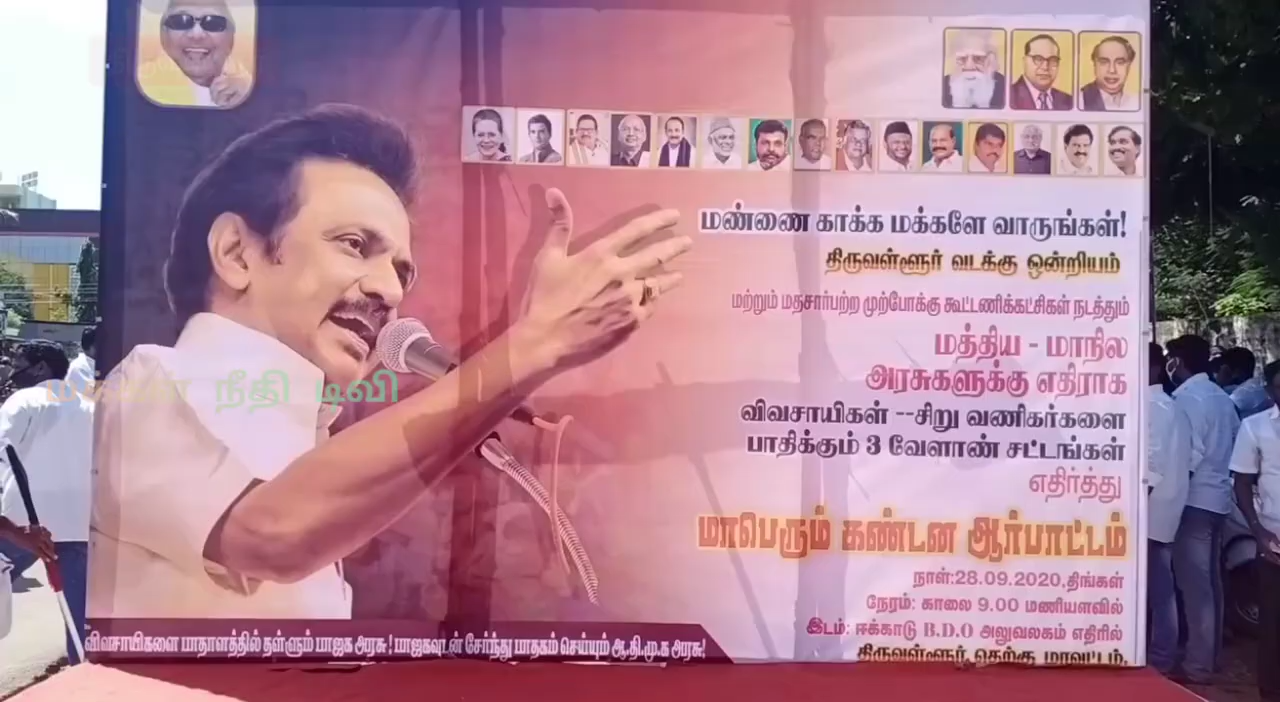 மண்ணை காக்க மக்களே வாருங்கள்!
திருவள்ளூர் வடக்கு ஒன்றியம்
மற்றும் மதசார்பற்ற முற்போக்கு கூட்டணிக்கட்சிகள் நடத்தும்
மத்திய - மாநில
அரசுகளுக்கு எதிராக
விவசாயிகள் --சிறு வணிகர்களை
பாதிக்கும் 3 வேளாண் சட்டங்கள்
எதிர்த்து
மாபெரும் கண்டன ஆர்பாட்டம்
நாள்:28.09.2020,திங்கள்
நேரம்: காலை 9.00 மணியளவில்
இடம்: ஈக்காடு B.D.O அலுவலகம் எதிரில்
திருவள்ளூர் தெற்கு மாவட்டம்.
விவசாயிகளை பாதாளத்தில் தள்ளும் பாஜக அரசு! பாஜகவுடன் சேர்ந்து பாதகம் செய்யும் அ.தி.மு.க அரசு!
மக்கள் நீதி டிவி